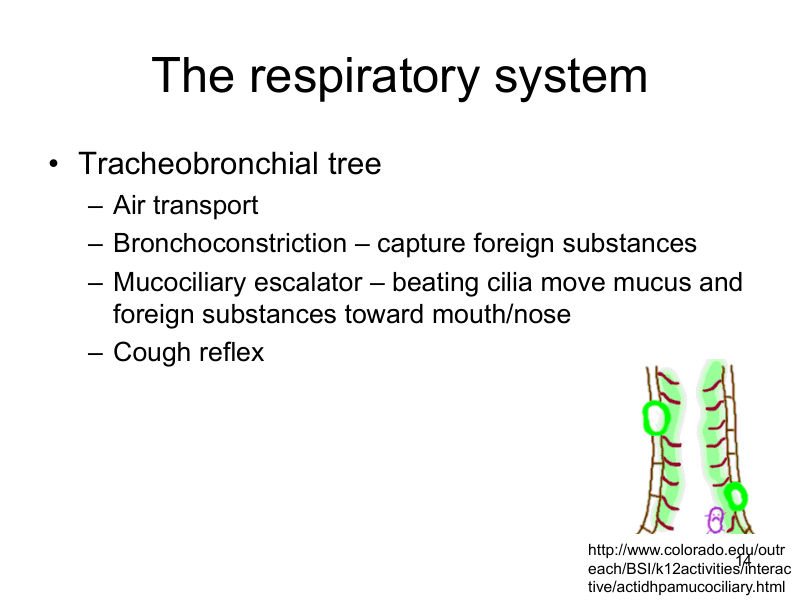 The respiratory system
• Tracheobronchial tree
– Air transport
– Bronchoconstriction – capture foreign substances
– Mucociliary escalator – beating cilia move mucus and
foreign substances toward mouth/nose
– Cough reflex
http://www.colorado.edu/outr
each/BSI/k12activities/interac
tive/actidhpamucociliary.html
14